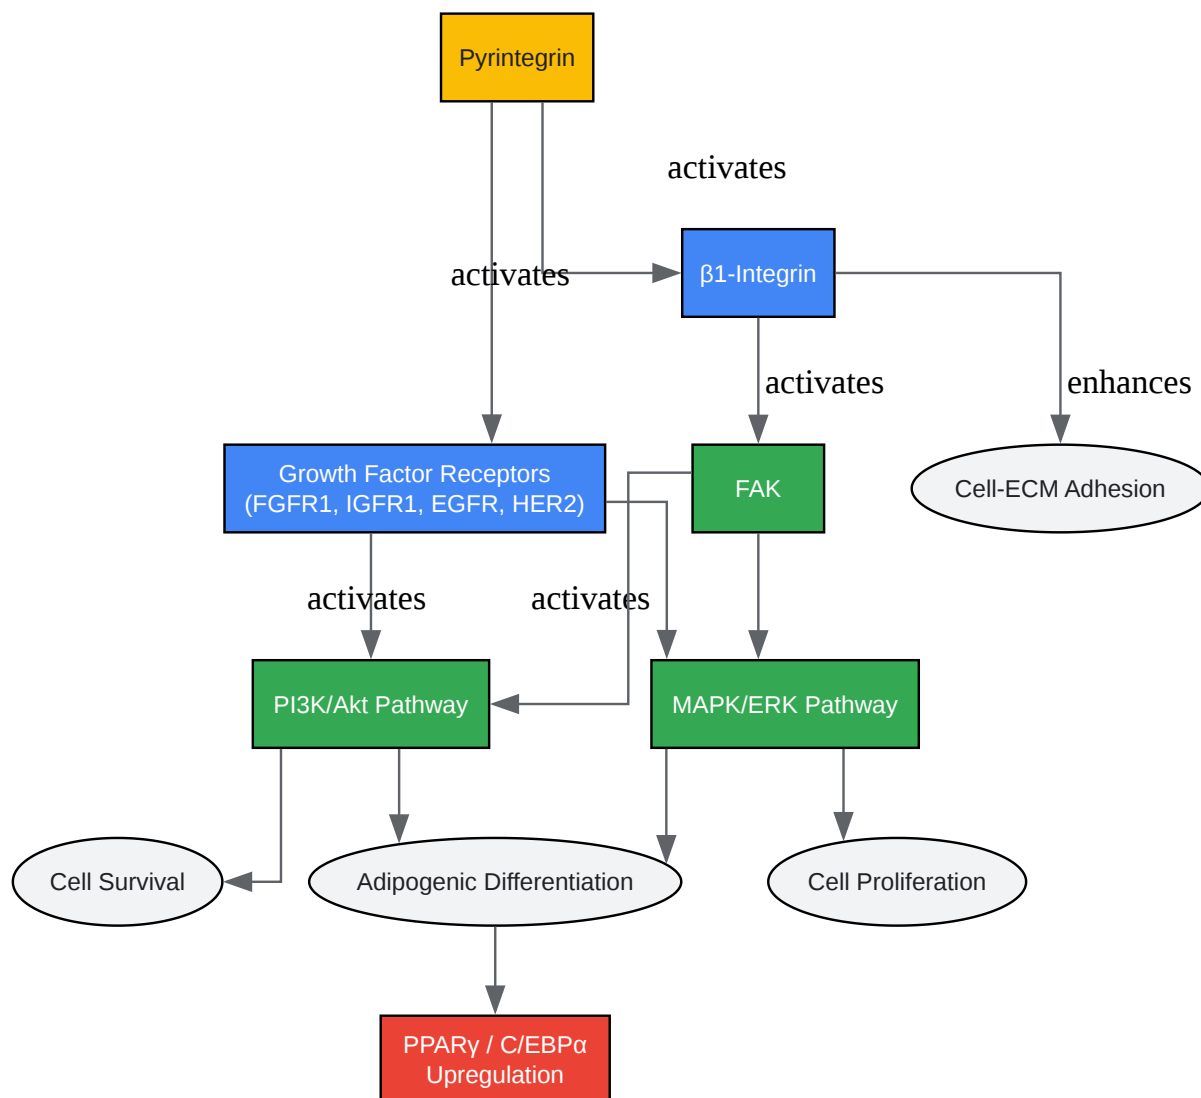 Pyrintegrin
activates
activates
β1-Integrin
activates
enhances
Growth Factor Receptors
(FGFR1, IGFR1, EGFR, HER2)
FAK
Cell-ECM Adhesion
activates
activates
PI3K/Akt Pathway
MAPK/ERK Pathway
Cell Survival
Adipogenic Differentiation
Cell Proliferation
PPARγ / C/EBPα
Upregulation